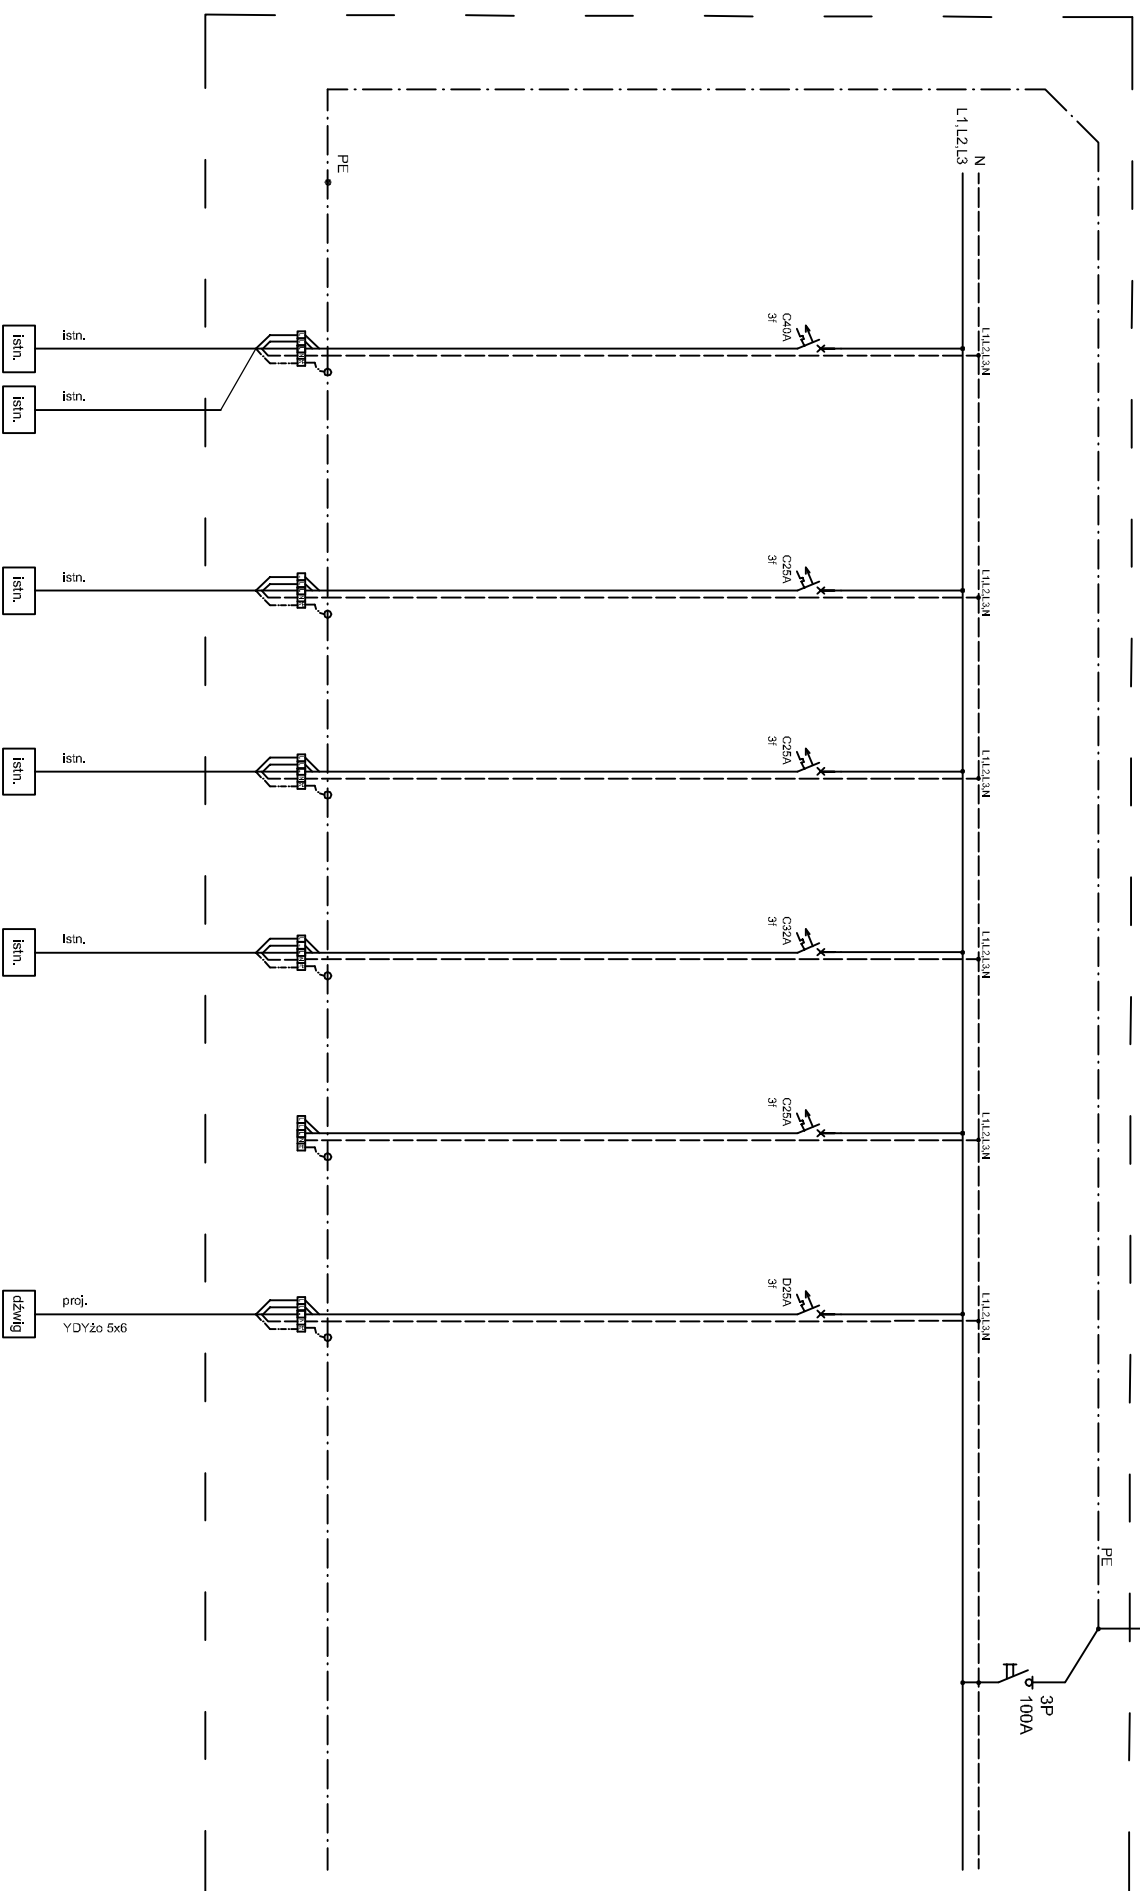 L1,L2,L3
N
PE
istn.
istn.
C40A
3f
L1,L2,L3,N
istn.
istn.
istn.
istn.
C25A
3f
L1,L2,L3,N
istn.
istn.
C25A
3f
L1,L2,L3,N
istn.
istn.
C32A
3f
L1,L2,L3,N
C25A
3f
L1,L2,L3,N
dźwig
proj.
YDYżo 5x6
D25A
3f
L1,L2,L3,N
PE
3P
100A